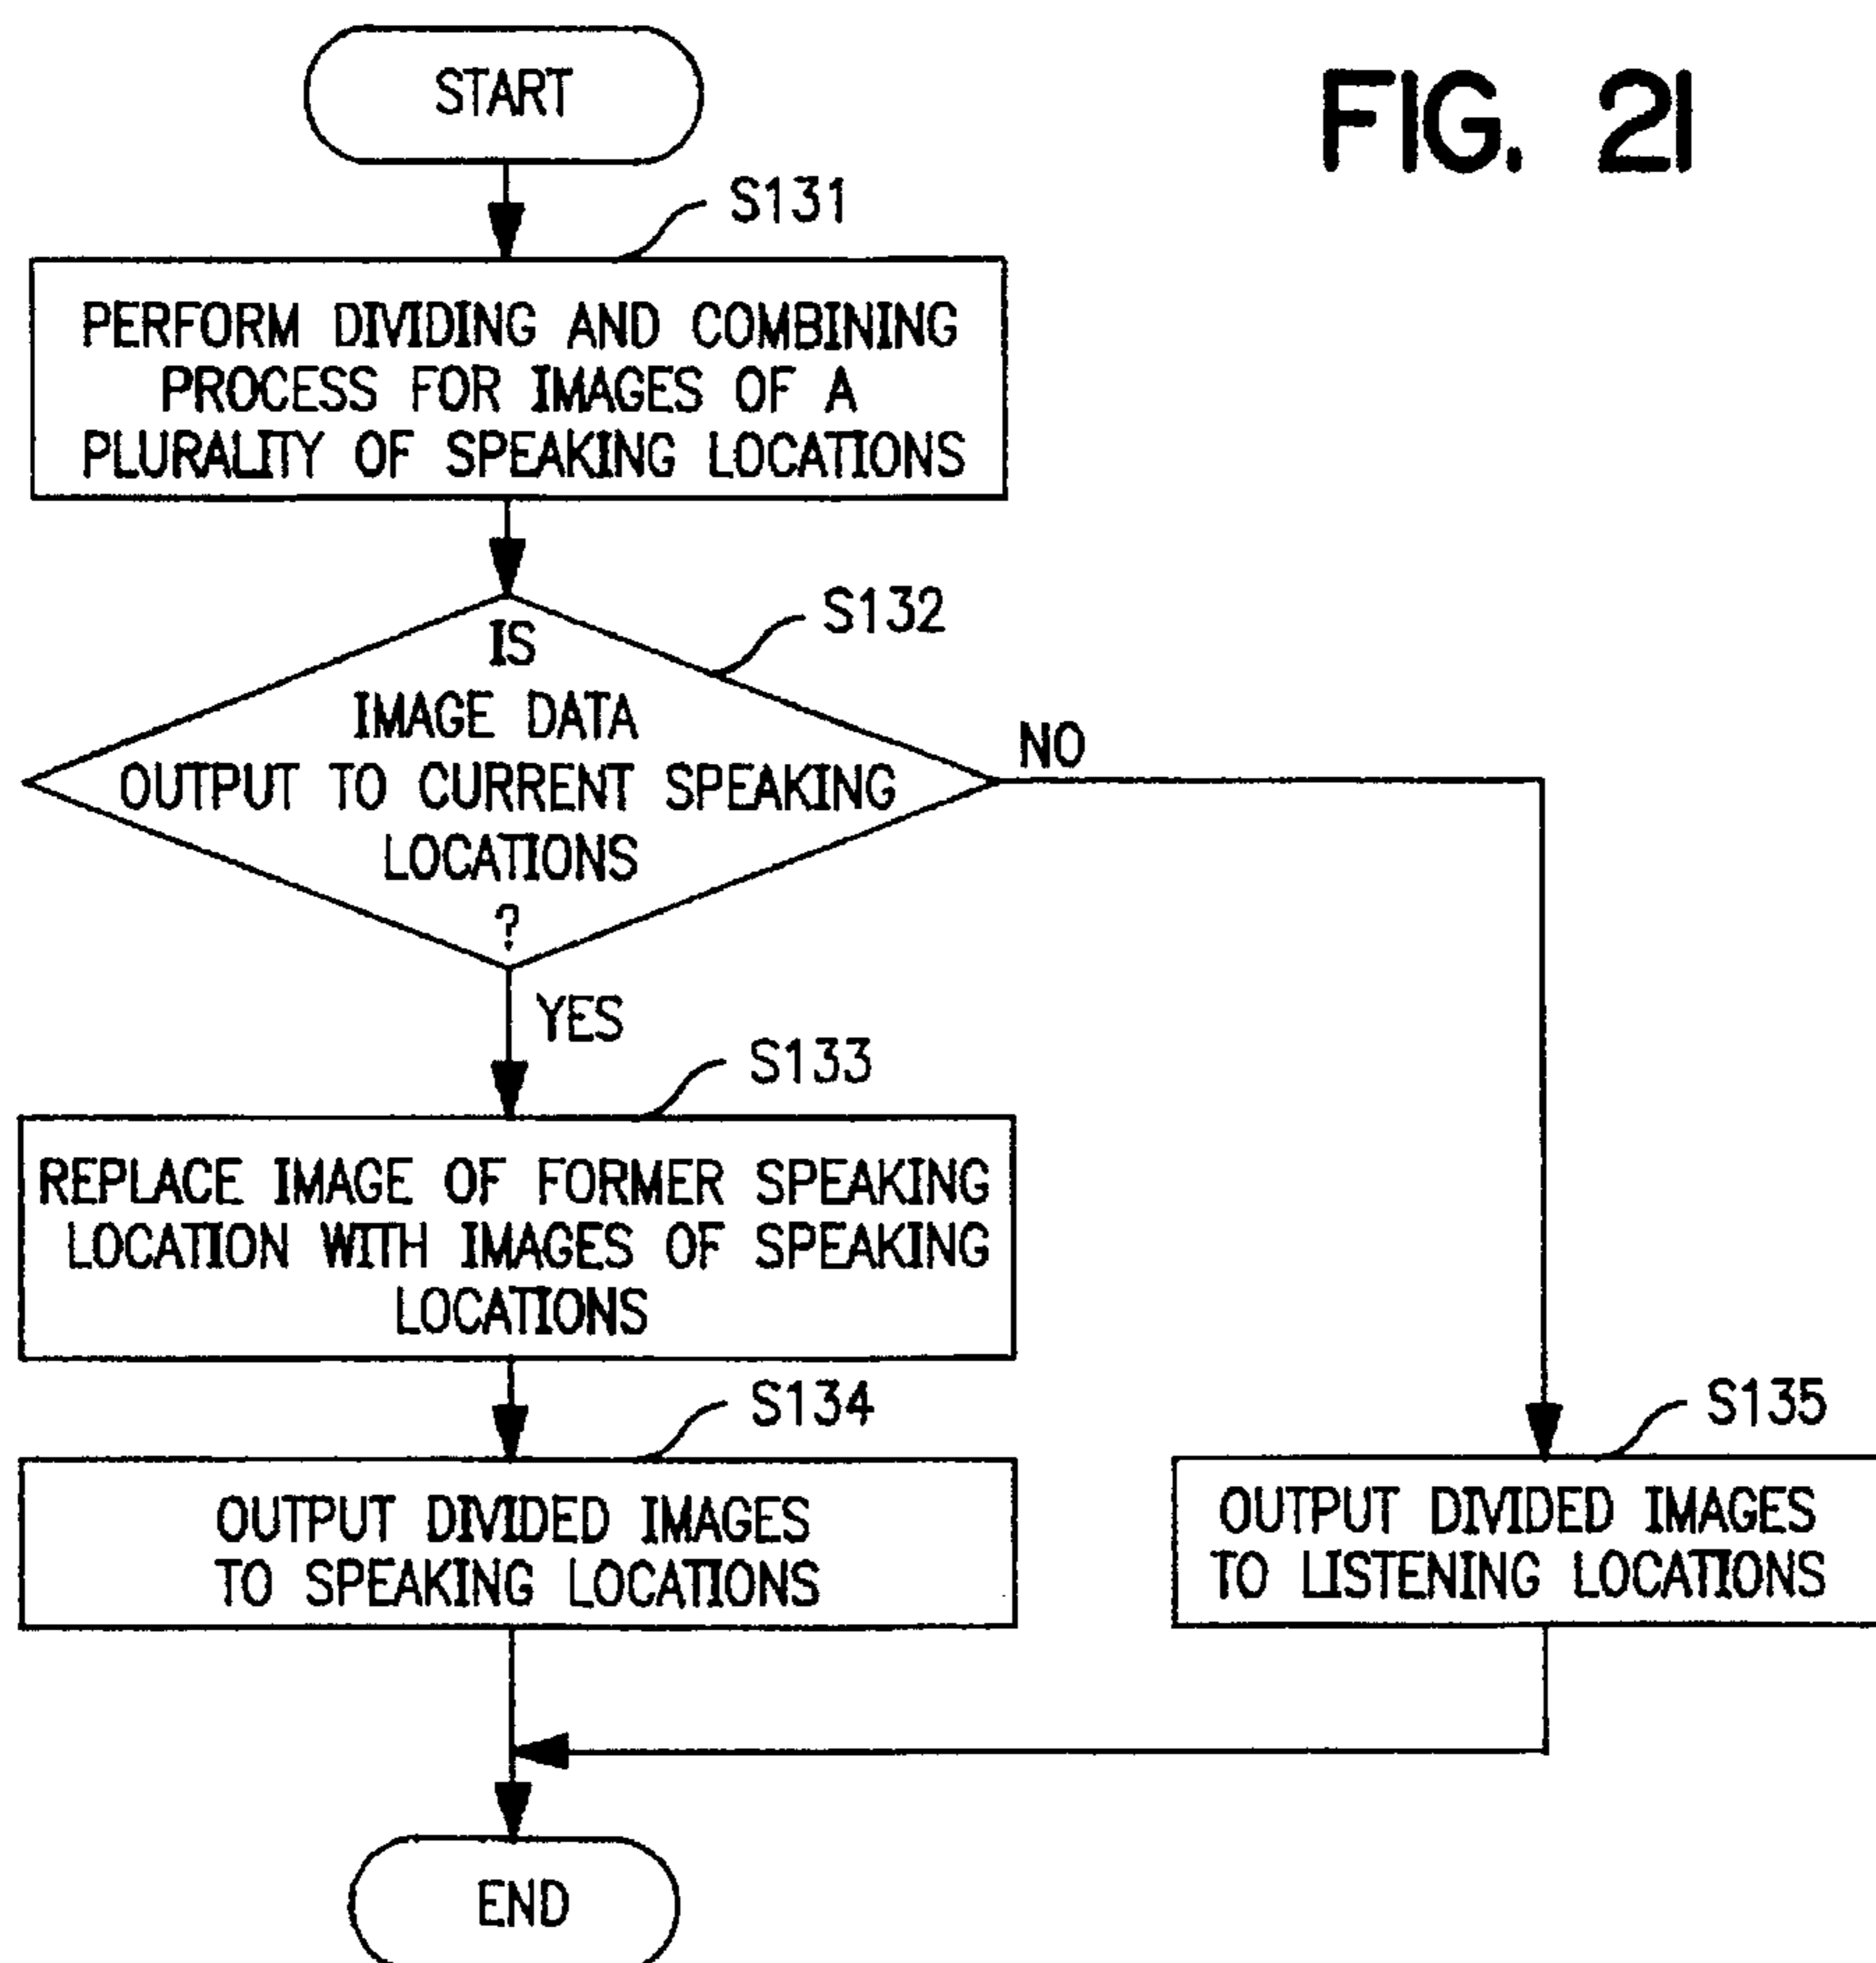 START
FIG. 21
S131
PERFORM DIVIDING AND COMBINING
PROCESS FOR IMAGES OF A
PLURALITY OF SPEAKING LOCATIONS
S132
IS
IMAGE DATA
OUTPUT TO CURRENT SPEAKING
LOCATIONS
?
NO
YES
S133
REPLACE IMAGE OF FORMER SPEAKING
LOCATION WITH IMAGES OF SPEAKING
LOCATIONS
S134
OUTPUT DIVIDED IMAGES
TO SPEAKING LOCATIONS
S135
OUTPUT DIVIDED IMAGES
TO LISTENING LOCATIONS
END